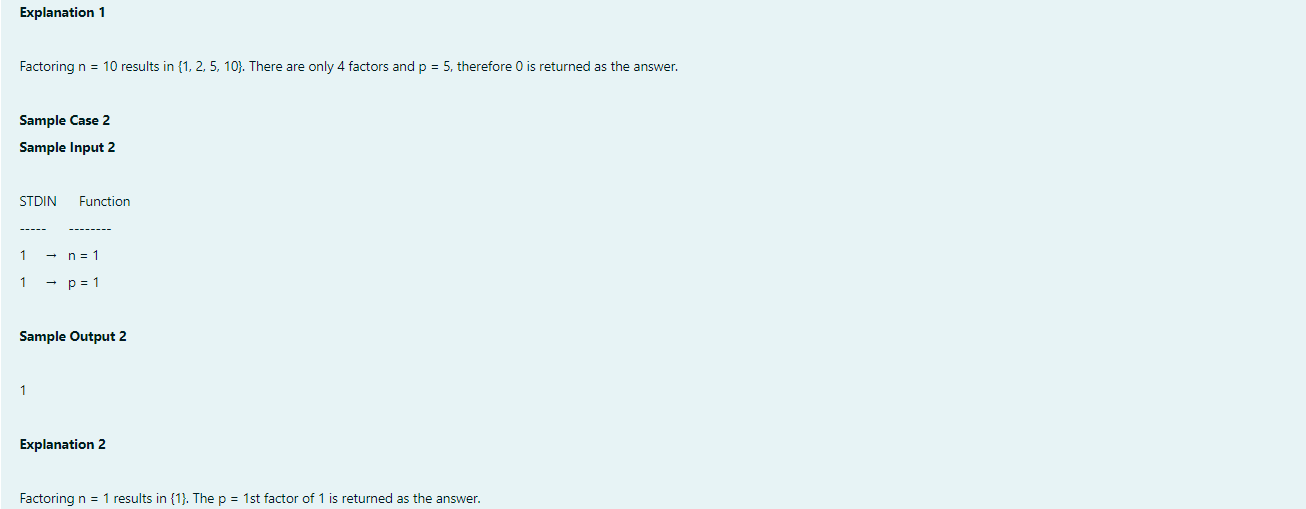 Explanation 1
Factoring n = 10 results in {1, 2, 5, 10}. There are only 4 factors and p = 5, therefore 0 is returned as the answer.
Sample Case 2
Sample Input 2
STDIN Function
----- --------
1 → n = 1
1 → p = 1
Sample Output 2
1
Explanation 2
Factoring n = 1 results in {1}. The p = 1st factor of 1 is returned as the answer.